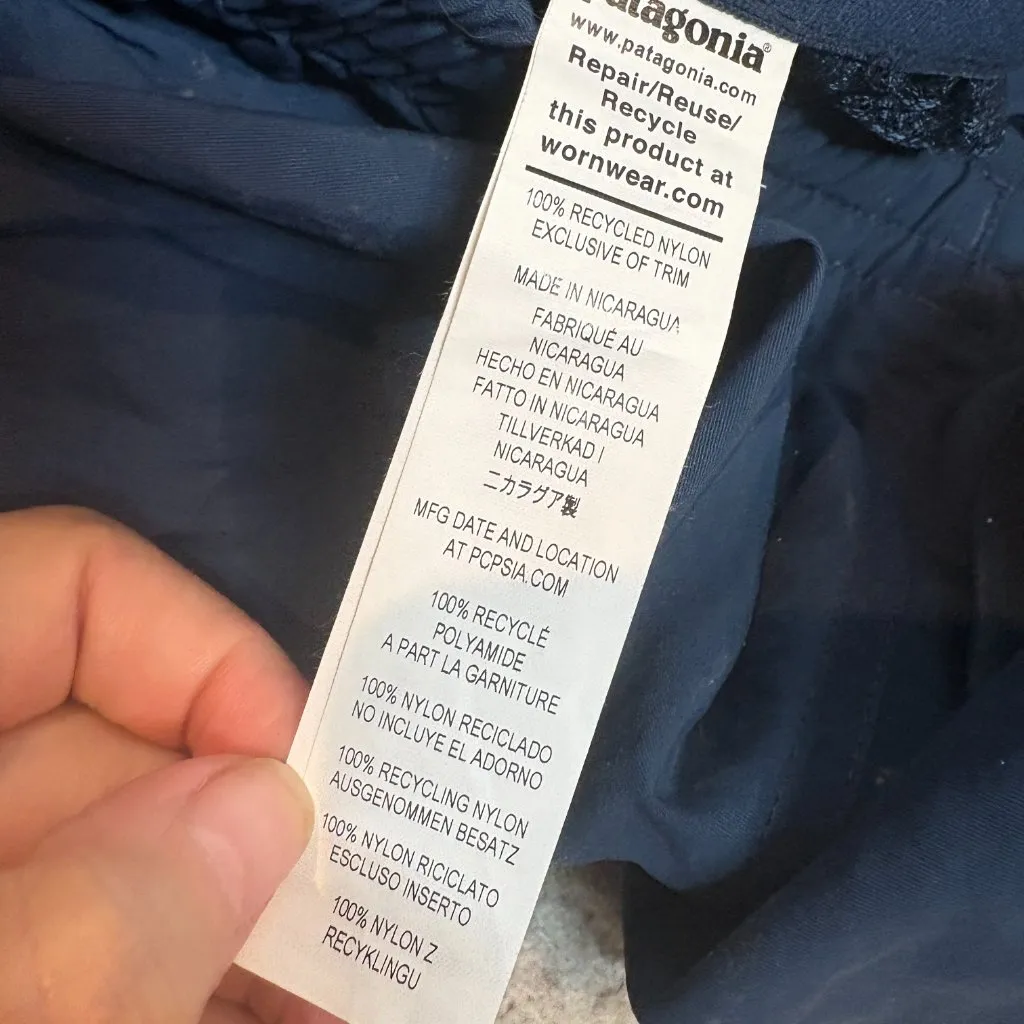 Patagonia®
www.patagonia.com
Repair/Reuse/
Recycle
this product at
wornwear.com
100% RECYCLED NYLON
EXCLUSIVE OF TRIM
MADE IN NICARAGUA
FABRIQUÉ AU
NICARAGUA
HECHO EN NICARAGUA
FATTO IN NICARAGUA
TILLVERKAD I
NICARAGUA
ニカラグア製
MFG DATE AND LOCATION
AT PCPSIA.COM
100% RECYCLÉ
POLYAMIDE
A PART LA GARNITURE
100% NYLON RECICLADO
NO INCLUYE EL ADORNO
100% RECYCLING NYLON
AUSGENOMMEN BESATZ
100% NYLON RICICLATO
ESCLUSO INSERTO
100% NYLON Z
RECYKLINGU